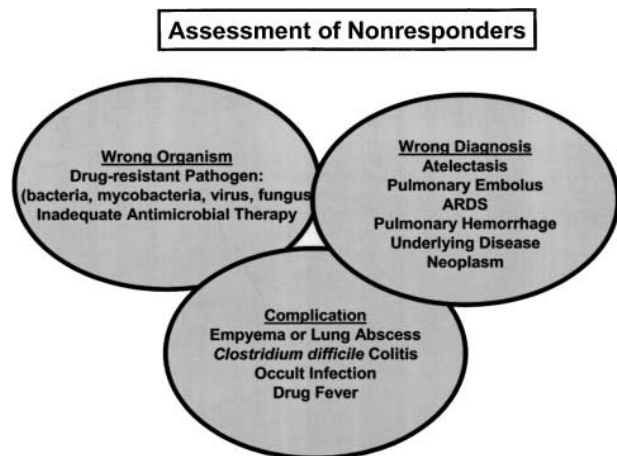 Assessment of Nonresponders
Wrong Organism
Drug-resistant Pathogen:
(bacteria, mycobacteria, virus, fungus
Inadequate Antimicrobial Therapy
Wrong Diagnosis
Atelectasis
Pulmonary Embolus
ARDS
Pulmonary Hemorrhage
Underlying Disease
Neoplasm
Complication
Empyema or Lung Abscess
Clostridium difficile Colitis
Occult Infection
Drug Fever